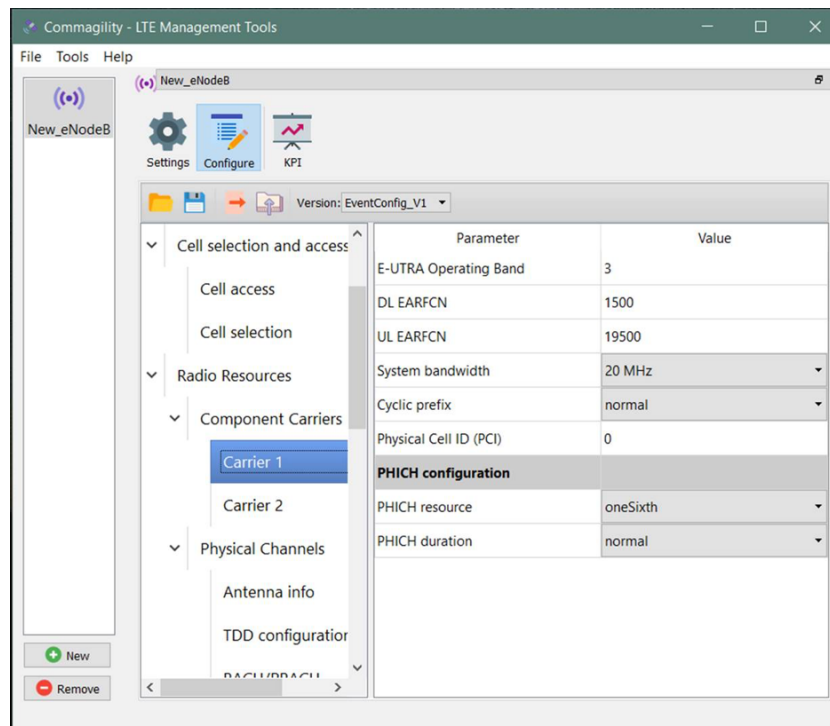 Commagility - LTE Management Tools
File Tools Help
New_eNodeB
New_eNodeB
Settings Configure KPI
Version: EventConfig_V1
Cell selection and access
Cell access
Cell selection
Radio Resources
Component Carriers
Carrier 1
Carrier 2
Physical Channels
Antenna info
TDD configuration
Parameter Value
E-UTRA Operating Band 3
DL EARFCN 1500
UL EARFCN 19500
System bandwidth 20 MHz
Cyclic prefix normal
Physical Cell ID (PCI) 0
PHICH configuration
PHICH resource oneSixth
PHICH duration normal
New
Remove